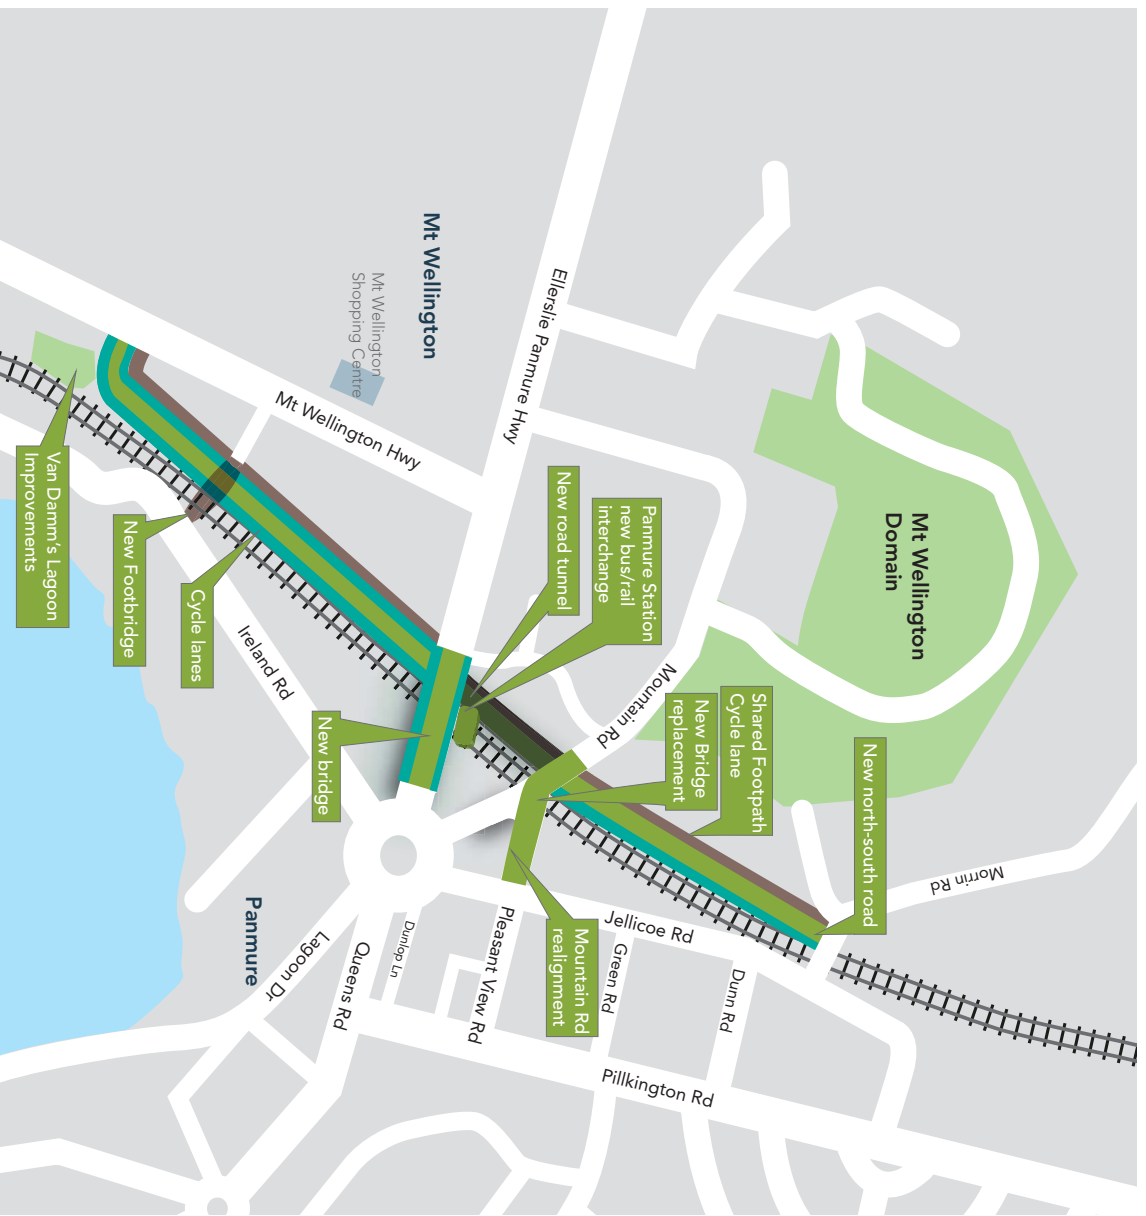 Mt Wellington
Domain
New north-south road
Morrin Rd
Shared Footpath
Cycle lane
New Bridge
replacement
Mountain Rd
Panmure Station
new bus/rail
interchange
New road tunnel
Ellerslie Panmure Hwy
Mt Wellington
Mt Wellington
Shopping Centre
Mt Wellington Hwy
Dunn Rd
Jellicoe Rd
Green Rd
Pillkington Rd
Mountain Rd
realignment
Pleasant View Rd
Dunlop Ln
Queens Rd
Lagoon Dr
Panmure
New bridge
Ireland Rd
Cycle lanes
New Footbridge
Van Damm's Lagoon
Improvements